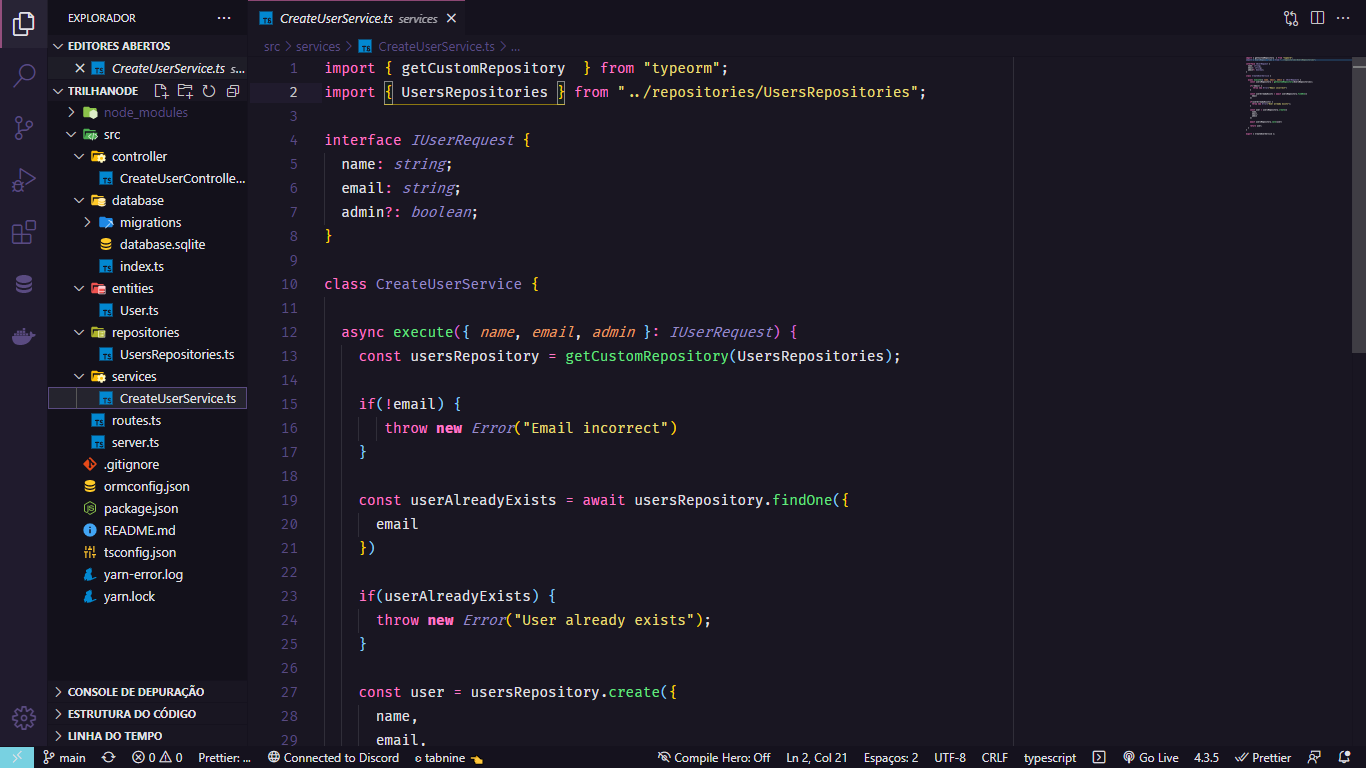 EXPLORADOR
EDITORES ABERTOS
CreateUserService.ts s...
TRILHANODE
node_modules
src
controller
CreateUserControlle...
database
migrations
database.sqlite
index.ts
entities
User.ts
repositories
UsersRepositories.ts
services
CreateUserService.ts
routes.ts
server.ts
.gitignore
ormconfig.json
package.json
README.md
tsconfig.json
yarn-error.log
yarn.lock
CONSOLE DE DEPURAÇÃO
ESTRUTURA DO CÓDIGO
LINHA DO TEMPO
CreateUserService.ts services
src > services > CreateUserService.ts > ...
1 import { getCustomRepository  } from "typeorm";
2 import { UsersRepositories } from "../repositories/UsersRepositories";
3
4 interface IUserRequest {
5   name: string;
6   email: string;
7   admin?: boolean;
8 }
9
10 class CreateUserService {
11
12   async execute({ name, email, admin }: IUserRequest) {
13     const usersRepository = getCustomRepository(UsersRepositories);
14
15     if(!email) {
16       throw new Error("Email incorrect")
17     }
18
19     const userAlreadyExists = await usersRepository.findOne({
20       email
21     })
22
23     if(userAlreadyExists) {
24       throw new Error("User already exists");
25     }
26
27     const user = usersRepository.create({
28       name,
29       email,
main 0 0 Prettier: ... Connected to Discord tabnine Compile Hero: Off Ln 2, Col 21 Espaços: 2 UTF-8 CRLF typescript Go Live 4.3.5 Prettier